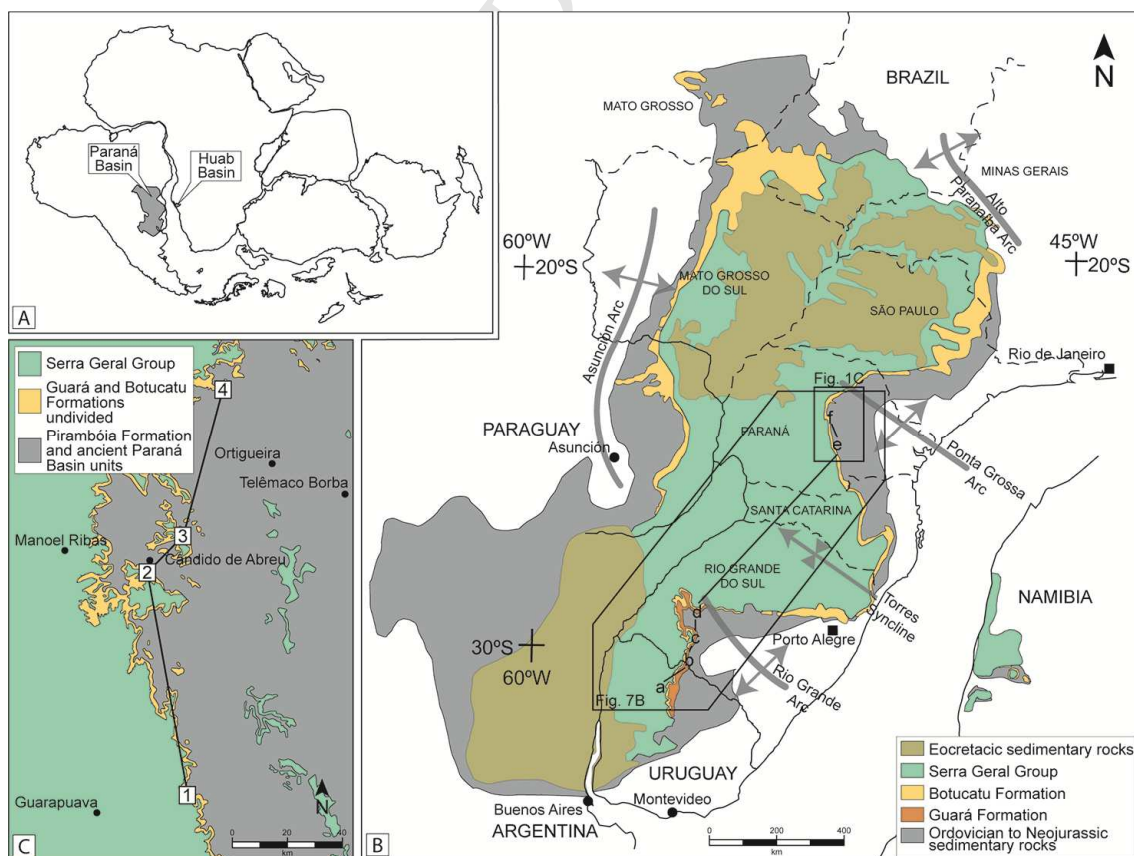 Paraná
Basin
Huab
Basin
A
Serra Geral Group
Guará and Botucatu
Formations
undivided
Pirambóia Formation
and ancient Paraná
Basin units
4
Ortigueira
Telêmaco Borba
3
Manoel Ribas
Cândido de Abreu
2
1
Guarapuava
N
0 20 40
km
C
N
BRAZIL
MATO GROSSO
MINAS GERAIS
Alto
Paranaíba Arc
60ºW
20ºS
45ºW
20ºS
MATO GROSSO
DO SUL
SÃO PAULO
Asunción Arc
Rio de Janeiro
Fig. 1C
PARAGUAY
Asunción
PARANÁ
f
e
Ponta Grossa
Arc
SANTA CATARINA
RIO GRANDE
DO SUL
Torres
Syncline
NAMIBIA
d
c
b
a
Porto Alegre
30ºS
60ºW
Rio Grande
Arc
Fig. 7B
URUGUAY
Buenos Aires
Montevideo
ARGENTINA
0 200 400
km
B
Eocretacic sedimentary rocks
Serra Geral Group
Botucatu Formation
Guará Formation
Ordovician to Neojurassic
sedimentary rocks